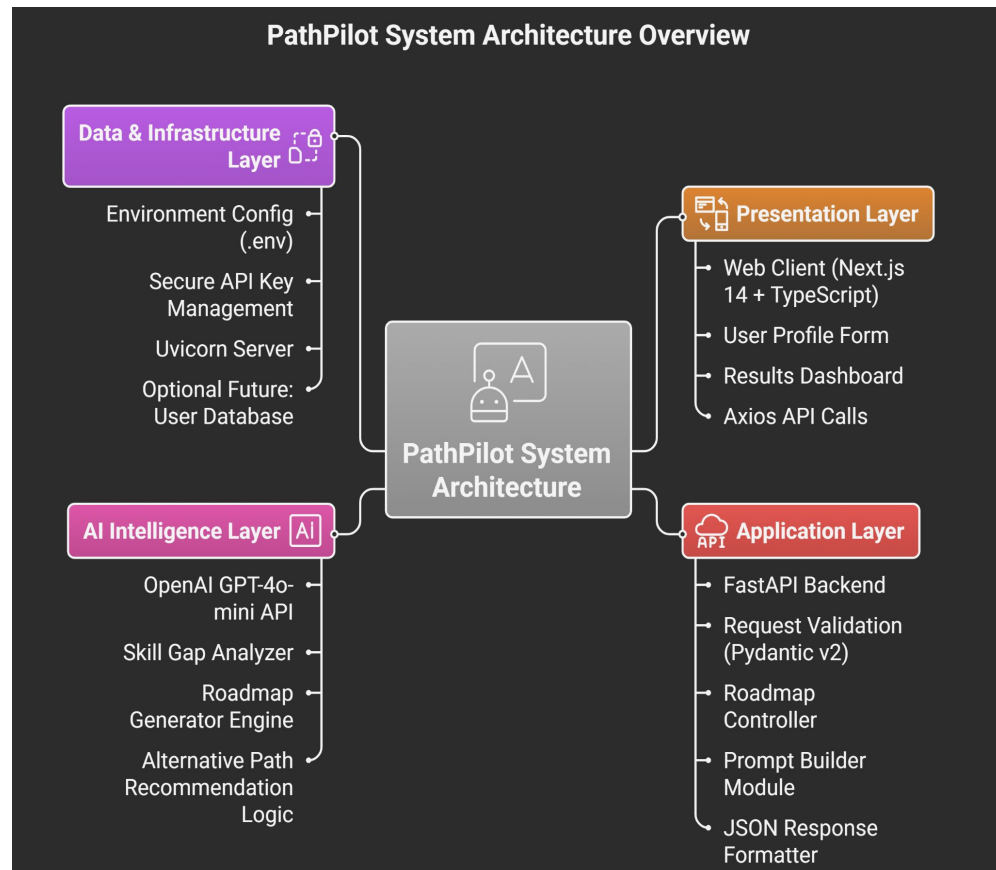 PathPilot System Architecture Overview
Data & Infrastructure
Layer
Environment Config
(.env)
Secure API Key
Management
Uvicorn Server
Optional Future:
User Database
Presentation Layer
Web Client (Next.js
14 + TypeScript)
User Profile Form
Results Dashboard
Axios API Calls
A
PathPilot System
Architecture
AI Intelligence Layer
AI
OpenAI GPT-4o-
mini API
Skill Gap Analyzer
Roadmap
Generator Engine
Alternative Path
Recommendation
Logic
API
Application Layer
FastAPI Backend
Request Validation
(Pydantic v2)
Roadmap
Controller
Prompt Builder
Module
JSON Response
Formatter